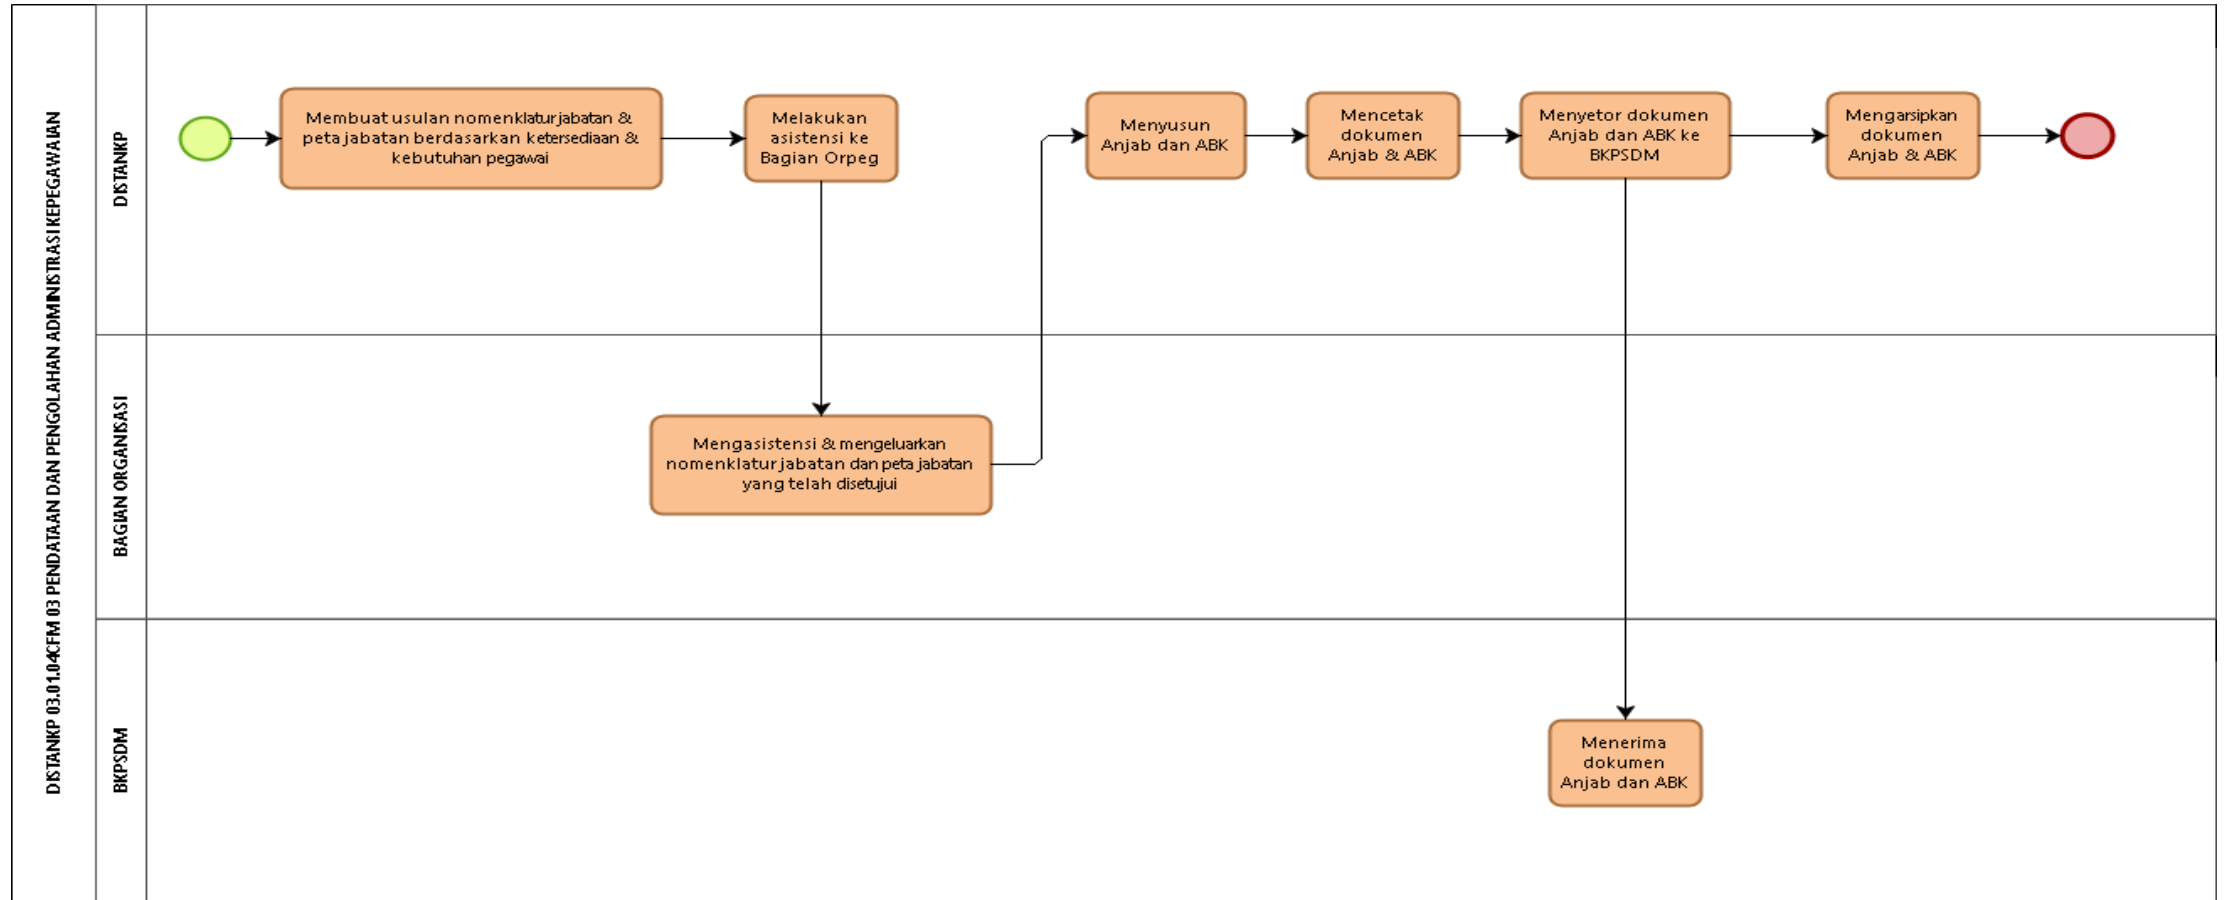 DISTANKP 03.01.04CFM 03 PENDATAAN DAN PENGOLAHAN ADMINISTRASI KEPEGAWAIAN
DISTANKP
Membuat usulan nomenklatur jabatan &
peta jabatan berdasarkan ketersediaan &
kebutuhan pegawai
Melakukan
asistensi ke
Bagian Orpeg
Menyusun
Anjab dan ABK
Mencetak
dokumen
Anjab & ABK
Menyetor dokumen
Anjab dan ABK ke
BKPSDM
Mengarsipkan
dokumen
Anjab & ABK
BAGIAN ORGANISASI
Mengasistensi & mengeluarkan
nomenklatur jabatan dan peta jabatan
yang telah disetujui
BKPSDM
Menerima
dokumen
Anjab dan ABK